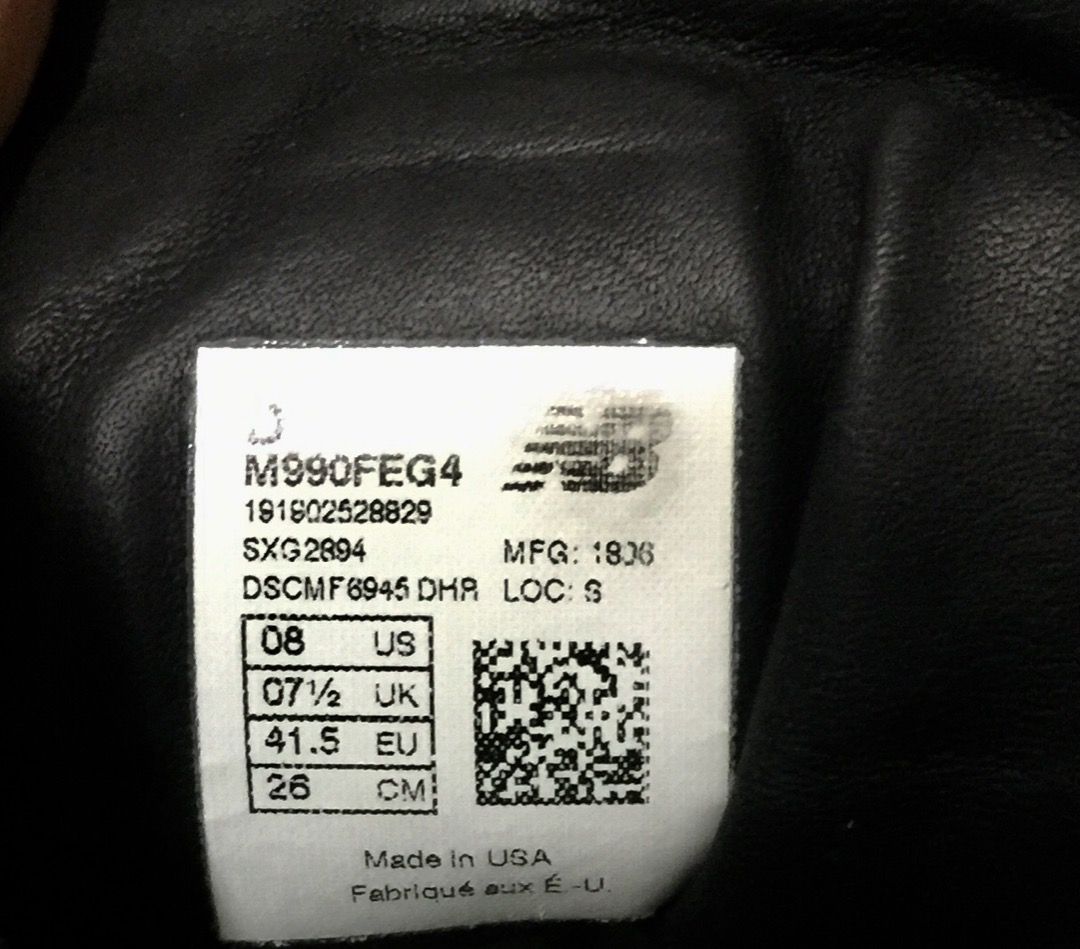 M990FEG4
191902528829
SXG2894 MFG: 1806
DSCMF6945 DHR LOC: S
08 US
07½ UK
41.5 EU
26 CM
Made in USA
Fabriqué aux É.-U.